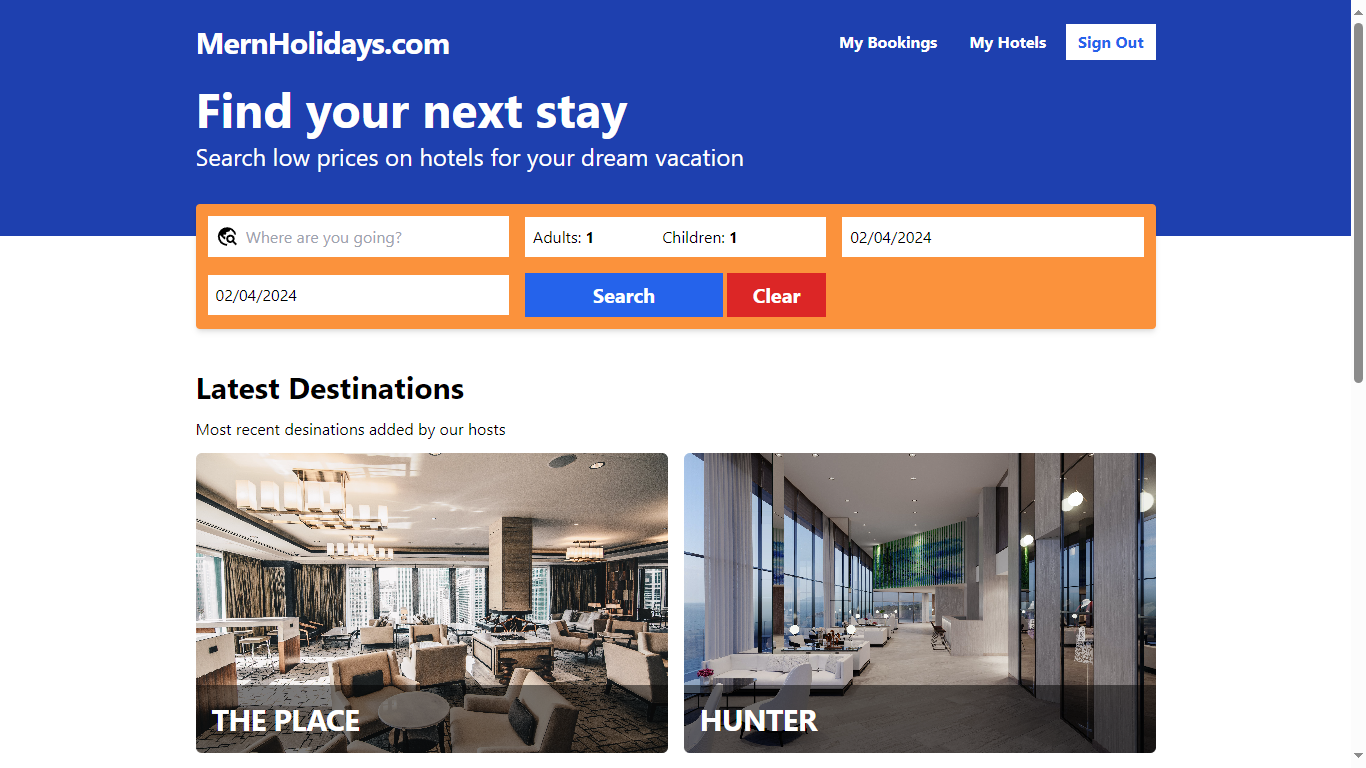 MernHolidays.com
My Bookings
My Hotels
Sign Out
Find your next stay
Search low prices on hotels for your dream vacation
Where are you going?
Adults: 1
Children: 1
02/04/2024
02/04/2024
Search
Clear
Latest Destinations
Most recent desinations added by our hosts
THE PLACE
HUNTER